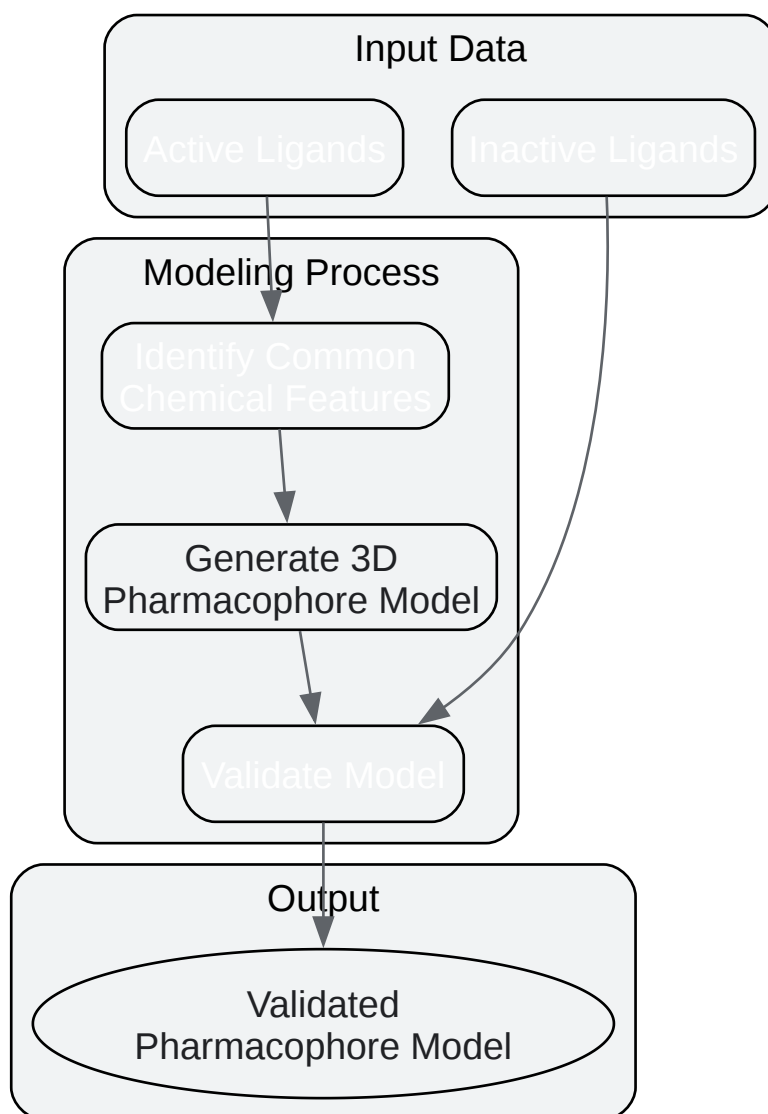 Input Data
Active Ligands
Inactive Ligands
Modeling Process
Identify Common
Chemical Features
Generate 3D
Pharmacophore Model
Validate Model
Output
Validated
Pharmacophore Model